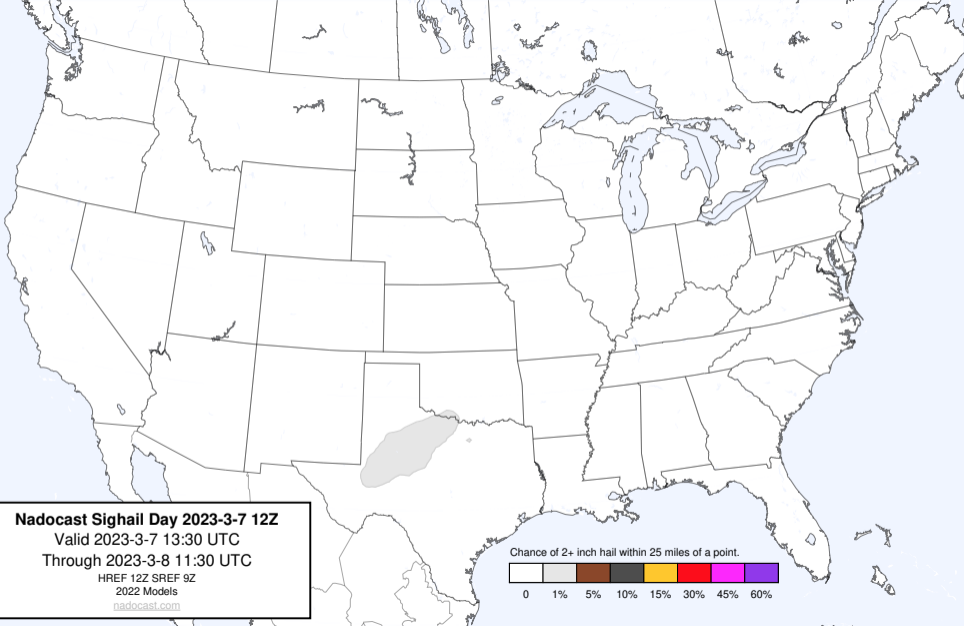 Nadocast Sighail Day 2023-3-7 12Z
Valid 2023-3-7 13:30 UTC
Through 2023-3-8 11:30 UTC
HREF 12Z SREF 9Z
2022 Models
nadocast.com
Chance of 2+ inch hail within 25 miles of a point.
0 1% 5% 10% 15% 30% 45% 60%